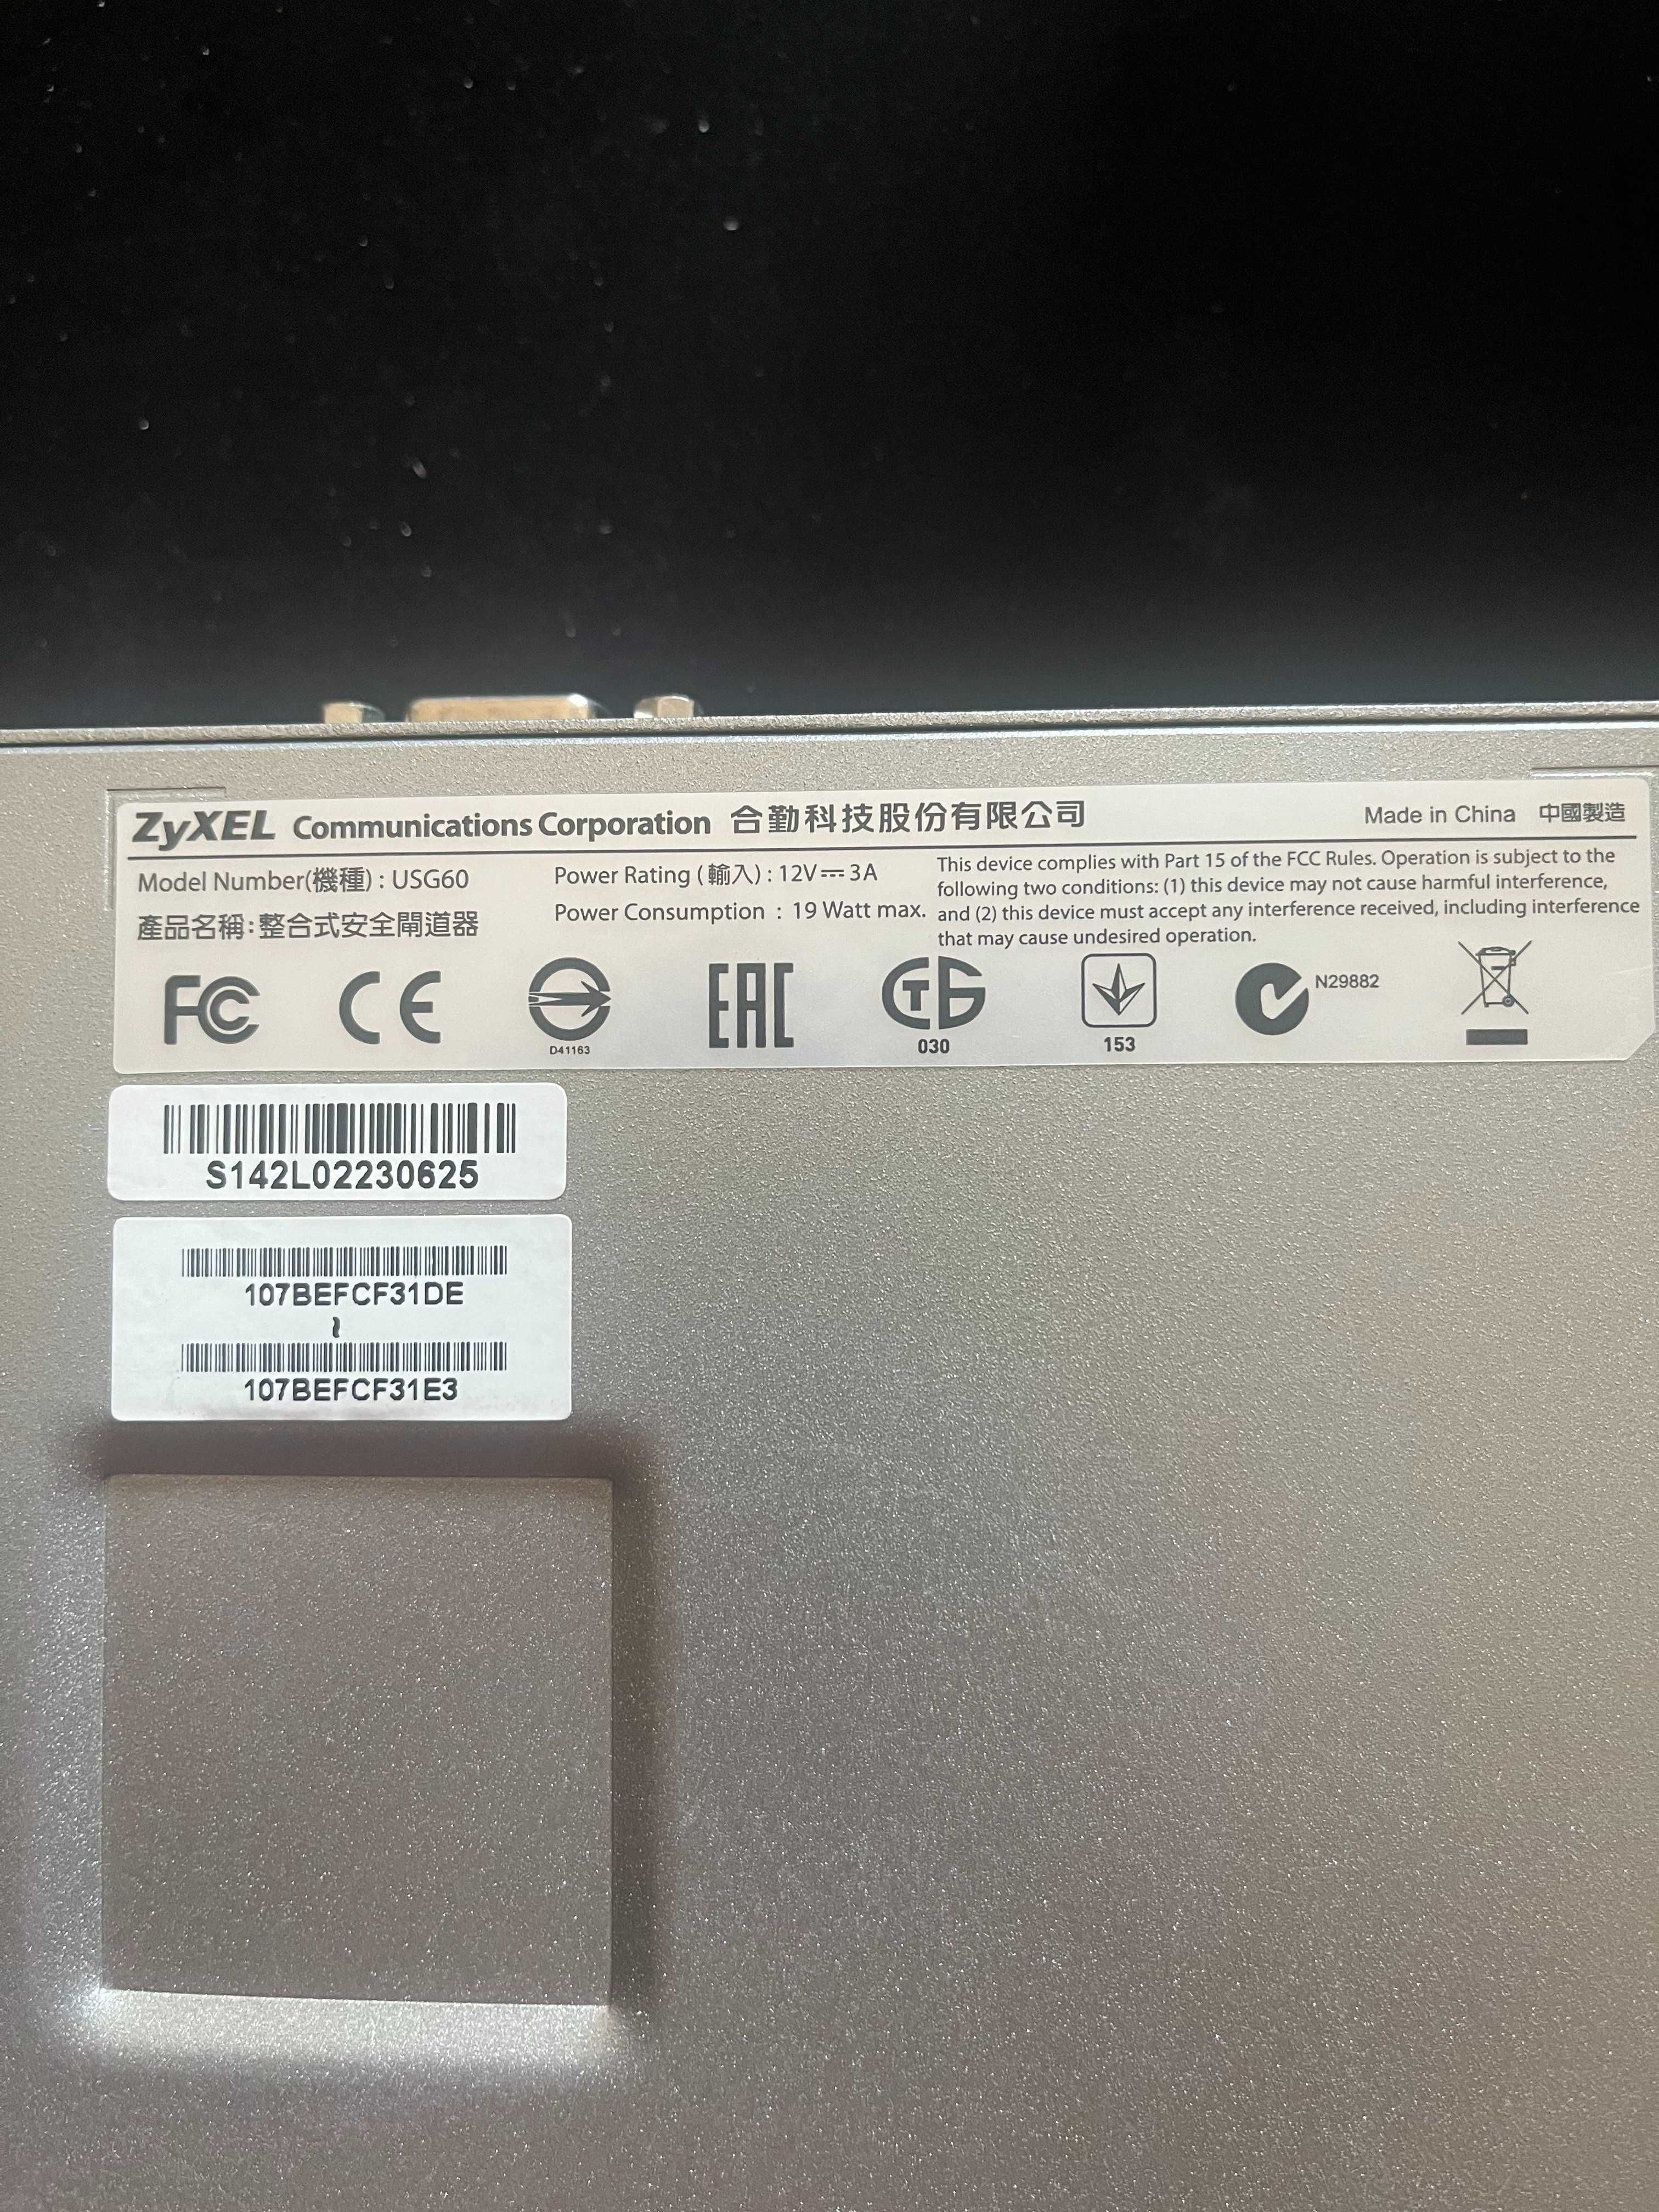 ZyXEL Communications Corporation 合勤科技股份有限公司 Made in China 中國製造
Model Number(機種) : USG60
產品名稱:整合式安全閘道器
Power Rating (輸入) : 12V⎓3A
Power Consumption : 19 Watt max.
This device complies with Part 15 of the FCC Rules. Operation is subject to the
following two conditions: (1) this device may not cause harmful interference,
and (2) this device must accept any interference received, including interference
that may cause undesired operation.
FC CE EAC
D41163
030
153
N29882
S142L02230625
107BEFCF31DE
~
107BEFCF31E3